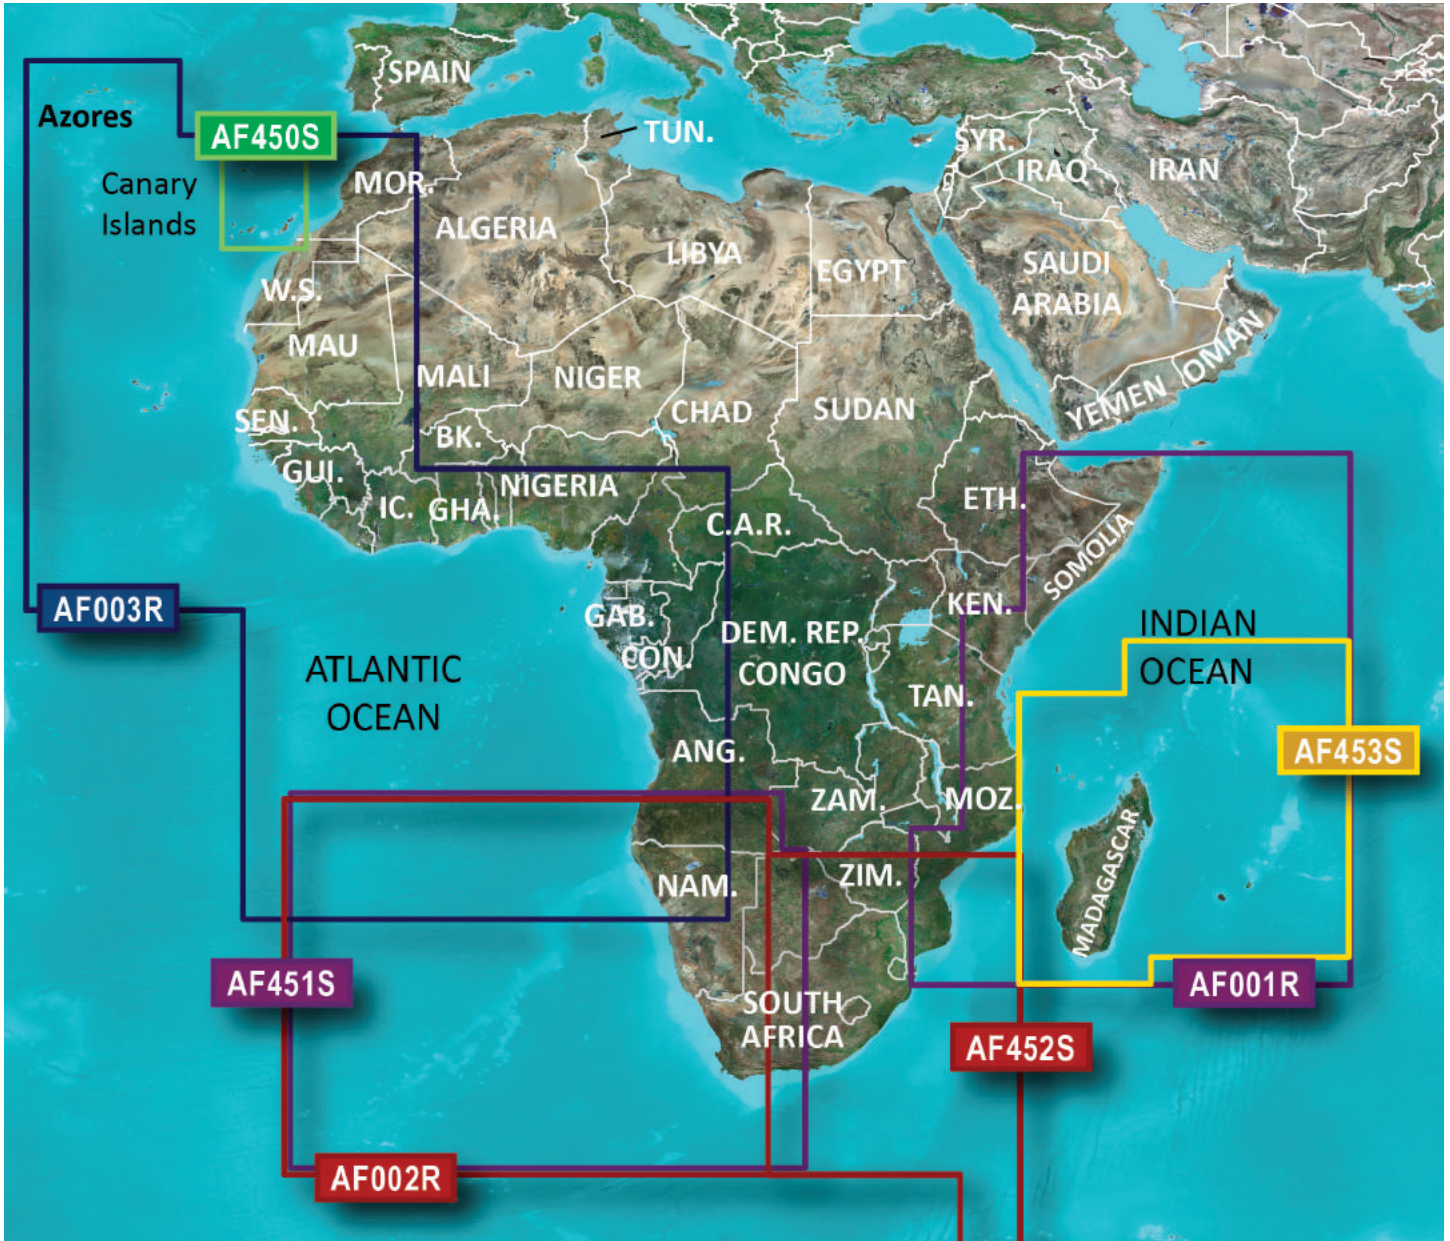 SPAIN
Azores
AF450S
TUN.
SYR.
IRAQ
IRAN
Canary
Islands
MOR.
ALGERIA
LIBYA
EGYPT
SAUDI
ARABIA
W.S.
MAU
MALI
NIGER
CHAD
SUDAN
YEMEN
OMAN
SEN.
BK.
GUI.
IC.
GHA.
NIGERIA
C.A.R.
ETH.
SOMOLIA
AF003R
GAB.
CON.
DEM. REP.
CONGO
KEN.
INDIAN
OCEAN
ATLANTIC
OCEAN
TAN.
ANG.
AF453S
ZAM.
MOZ.
NAM.
ZIM.
MADAGASCAR
AF451S
SOUTH
AFRICA
AF001R
AF452S
AF002R